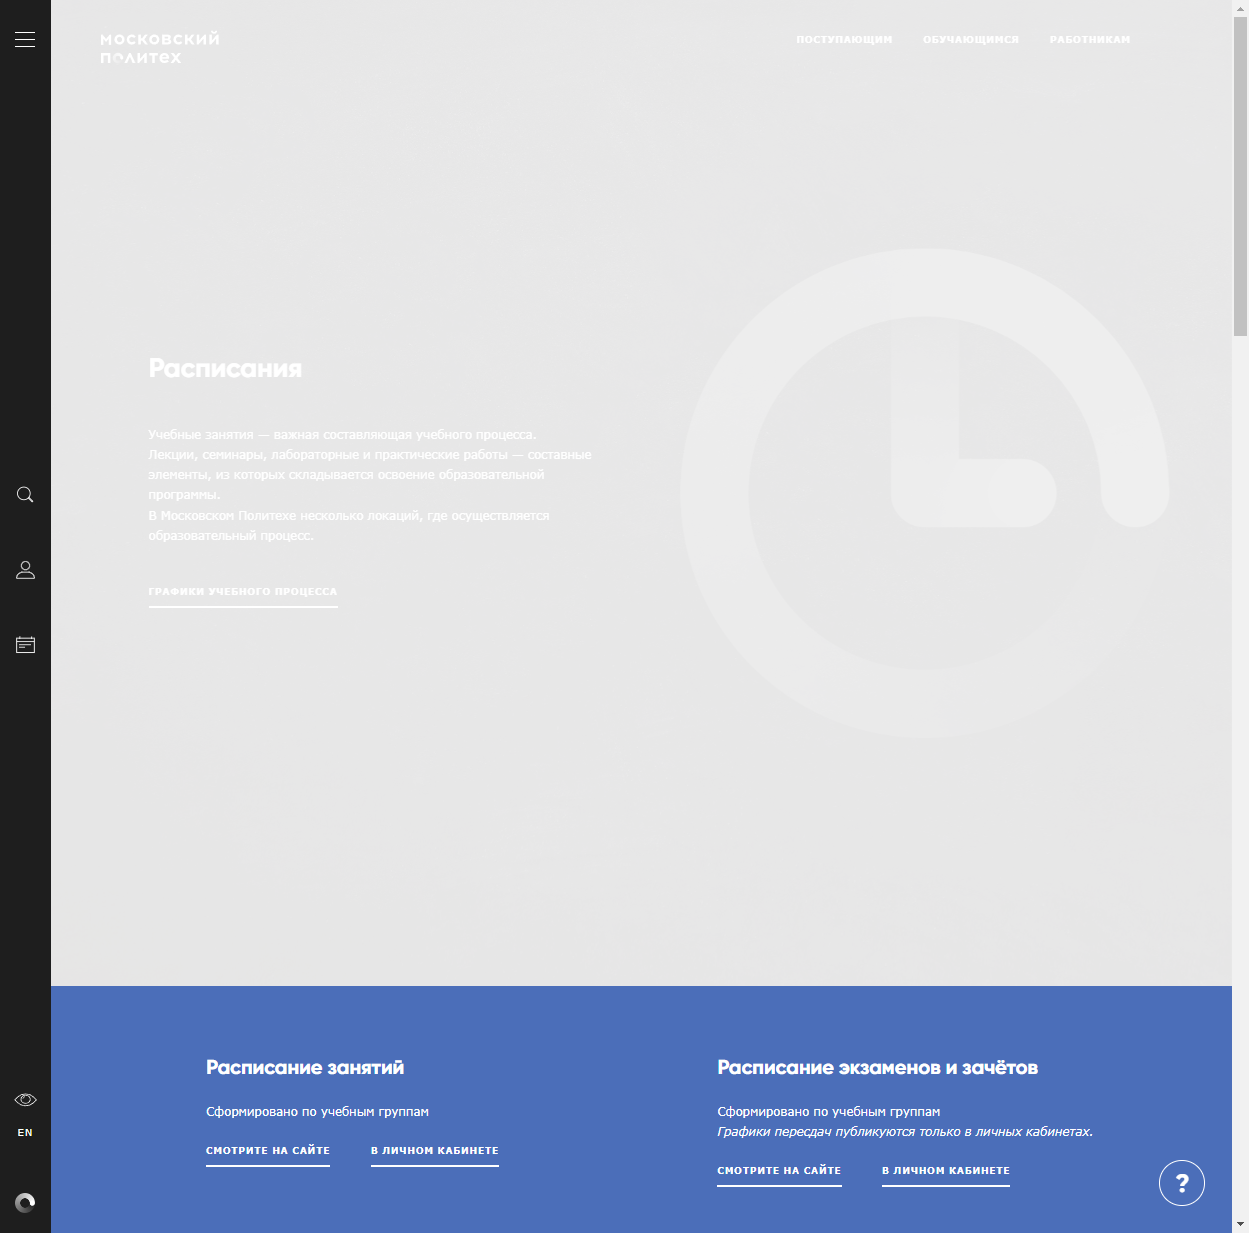 московский
политех
ПОСТУПАЮЩИМ ОБУЧАЮЩИМСЯ РАБОТНИКАМ
Расписания
Учебные занятия — важная составляющая учебного процесса.
Лекции, семинары, лабораторные и практические работы — составные
элементы, из которых складывается освоение образовательной
программы.
В Московском Политехе несколько локаций, где осуществляется
образовательный процесс.
ГРАФИКИ УЧЕБНОГО ПРОЦЕССА
Расписание занятий
Сформировано по учебным группам
СМОТРИТЕ НА САЙТЕ В ЛИЧНОМ КАБИНЕТЕ
Расписание экзаменов и зачётов
Сформировано по учебным группам
Графики пересдач публикуются только в личных кабинетах.
СМОТРИТЕ НА САЙТЕ В ЛИЧНОМ КАБИНЕТЕ
EN
?